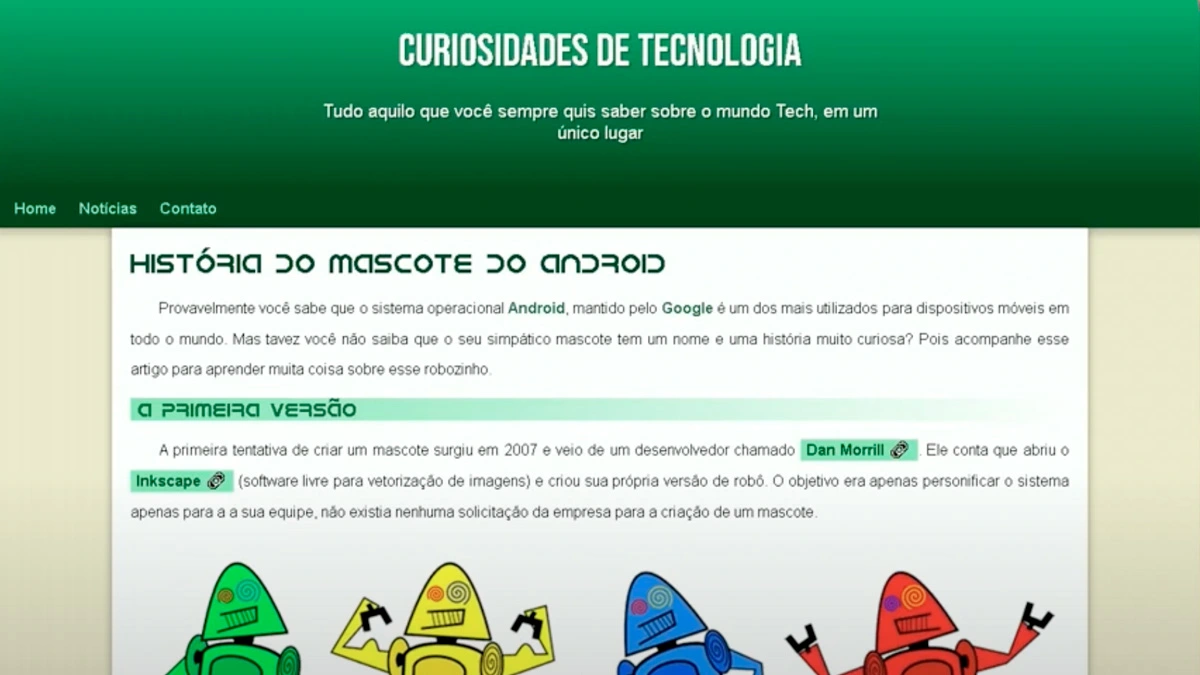 CURIOSIDADES DE TECNOLOGIA
Tudo aquilo que você sempre quis saber sobre o mundo Tech, em um
único lugar
Home Notícias Contato
HISTÓRIA DO MASCOTE DO ANDROID
Provavelmente você sabe que o sistema operacional Android, mantido pelo Google é um dos mais utilizados para dispositivos móveis em
todo o mundo. Mas tavez você não saiba que o seu simpático mascote tem um nome e uma história muito curiosa? Pois acompanhe esse
artigo para aprender muita coisa sobre esse robozinho.
A PRIMEIRA VERSÃO
A primeira tentativa de criar um mascote surgiu em 2007 e veio de um desenvolvedor chamado Dan Morrill. Ele conta que abriu o
Inkscape (software livre para vetorização de imagens) e criou sua própria versão de robô. O objetivo era apenas personificar o sistema
apenas para a a sua equipe, não existia nenhuma solicitação da empresa para a criação de um mascote.